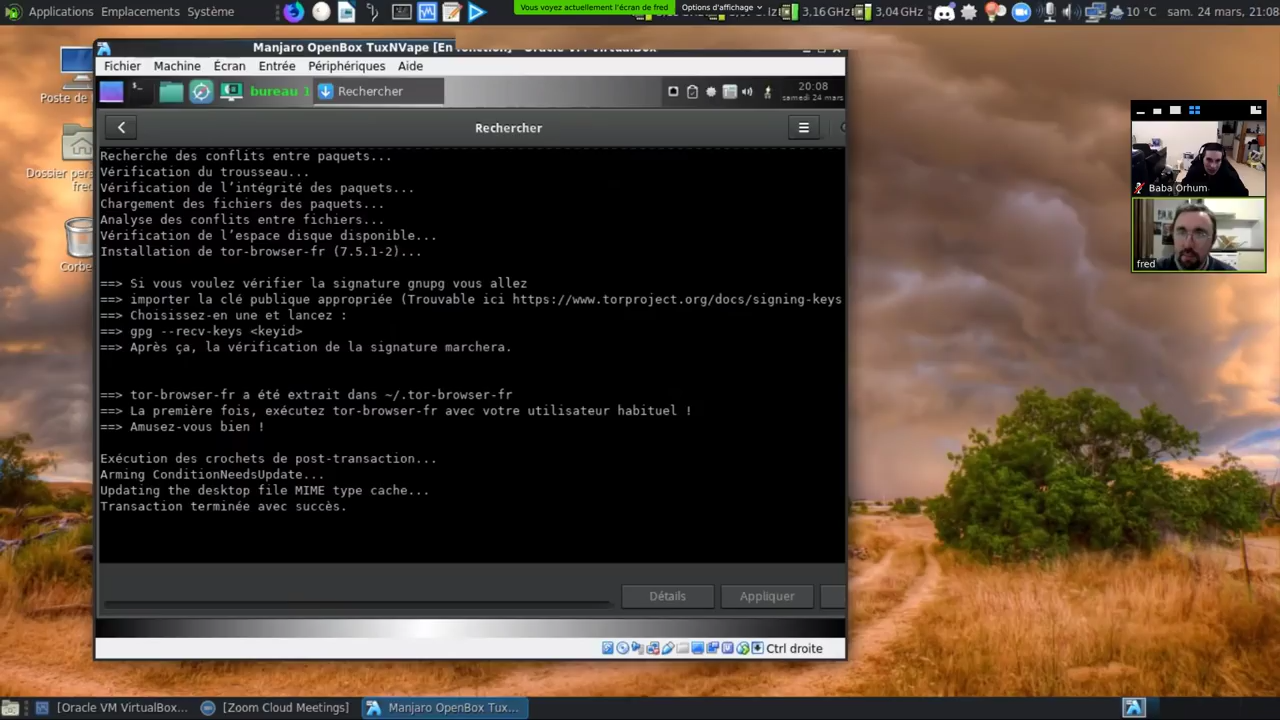 Vous voyez actuellement l'écran de fred
Options d'affichage
Applications Emplacements Système
3,16 GHz
3,04 GHz
10 °C
sam. 24 mars, 21:08
Manjaro OpenBox TuxNVape [En fonction] - Oracle VM VirtualBox
Fichier Machine Écran Entrée Périphériques Aide
Poste de t
bureau 1
Rechercher
20:08
samedi 24 mars
Rechercher
Recherche des conflits entre paquets...
Vérification du trousseau...
Vérification de l’intégrité des paquets...
Chargement des fichiers des paquets...
Analyse des conflits entre fichiers...
Vérification de l’espace disque disponible...
Installation de tor-browser-fr (7.5.1-2)...
==> Si vous voulez vérifier la signature gnupg vous allez
==> importer la clé publique appropriée (Trouvable ici https://www.torproject.org/docs/signing-keys
==> Choisissez-en une et lancez :
==> gpg --recv-keys <keyid>
==> Après ça, la vérification de la signature marchera.
==> tor-browser-fr a été extrait dans ~/.tor-browser-fr
==> La première fois, exécutez tor-browser-fr avec votre utilisateur habituel !
==> Amusez-vous bien !
Exécution des crochets de post-transaction...
Arming ConditionNeedsUpdate...
Updating the desktop file MIME type cache...
Transaction terminée avec succès.
Dossier pers
fred
Corbe
Baba Orhum
fred
Détails
Appliquer
Ctrl droite
[Oracle VM VirtualBox...
[Zoom Cloud Meetings]
Manjaro OpenBox Tux...